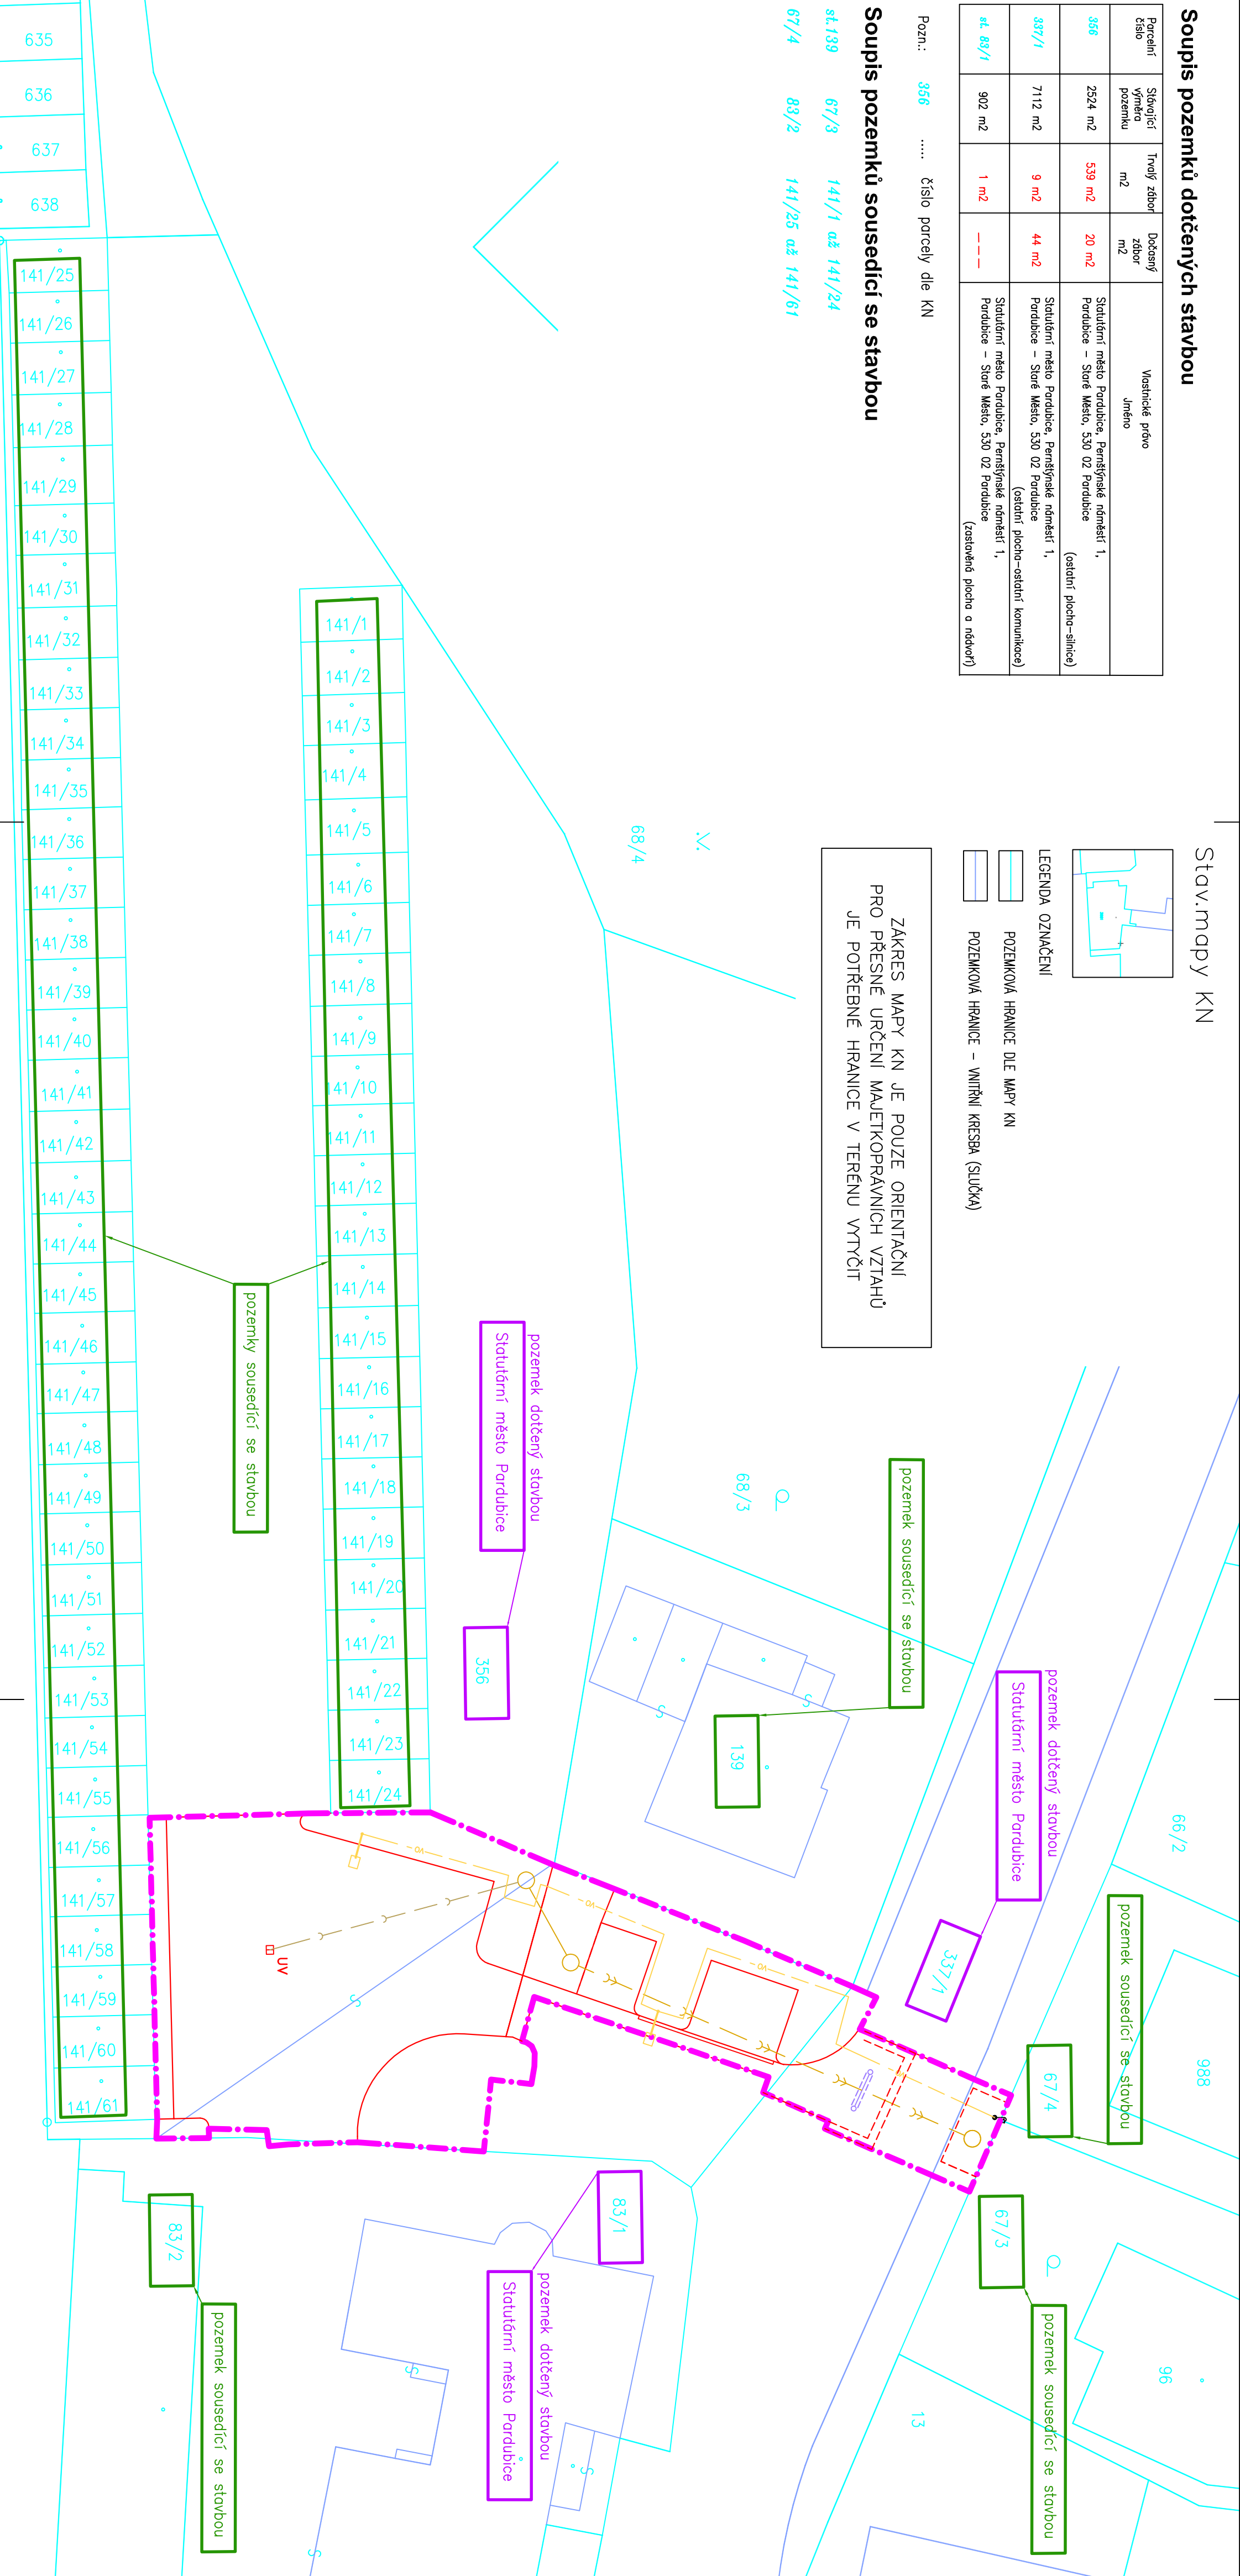 Soupis pozemků dotčených stavbou
Parcelní číslo
Stávající výměra pozemku
Trvalý zábor m2
Dočasný zábor m2
Vlastnické právo
Jméno
356
2524 m2
539 m2
20 m2
Statutární město Pardubice, Pernštýnské náměstí 1,
Pardubice – Staré Město, 530 02 Pardubice
(ostatní plocha–silnice)
337/1
7112 m2
9 m2
44 m2
Statutární město Pardubice, Pernštýnské náměstí 1,
Pardubice – Staré Město, 530 02 Pardubice
(ostatní plocha–ostatní komunikace)
st. 83/1
902 m2
1 m2
– – –
Statutární město Pardubice, Pernštýnské náměstí 1,
Pardubice – Staré Město, 530 02 Pardubice
(zastavěná plocha a nádvoří)
Pozn.: 356 ..... číslo parcely dle KN
Soupis pozemků sousedící se stavbou
st.139 67/3 141/1 až 141/24
67/4 83/2 141/25 až 141/61
Stav.mapy KN
LEGENDA OZNAČENÍ
POZEMKOVÁ HRANICE DLE MAPY KN
POZEMKOVÁ HRANICE – VNITŘNÍ KRESBA (SLUČKA)
ZÁKRES MAPY KN JE POUZE ORIENTAČNÍ
PRO PŘESNÉ URČENÍ MAJETKOPRÁVNÍCH VZTAHŮ
JE POTŘEBNÉ HRANICE V TERÉNU VYTYČIT
635
636
637
638
141/25
141/26
141/27
141/28
141/29
141/30
141/31
141/32
141/33
141/34
141/35
141/36
141/37
141/38
141/39
141/40
141/41
141/42
141/43
141/44
141/45
141/46
141/47
141/48
141/49
141/50
141/51
141/52
141/53
141/54
141/55
141/56
141/57
141/58
141/59
141/60
141/61
141/1
141/2
141/3
141/4
141/5
141/6
141/7
141/8
141/9
141/10
141/11
141/12
141/13
141/14
141/15
141/16
141/17
141/18
141/19
141/20
141/21
141/22
141/23
141/24
68/4
68/3
pozemky sousedící se stavbou
pozemek dotčený stavbou
Statutární město Pardubice
356
pozemek sousedící se stavbou
139
pozemek dotčený stavbou
Statutární město Pardubice
337/1
66/2
988
pozemek sousedící se stavbou
67/4
67/3
pozemek sousedící se stavbou
96
13
UV
VO
VO
VO
83/1
pozemek dotčený stavbou
Statutární město Pardubice
83/2
pozemek sousedící se stavbou